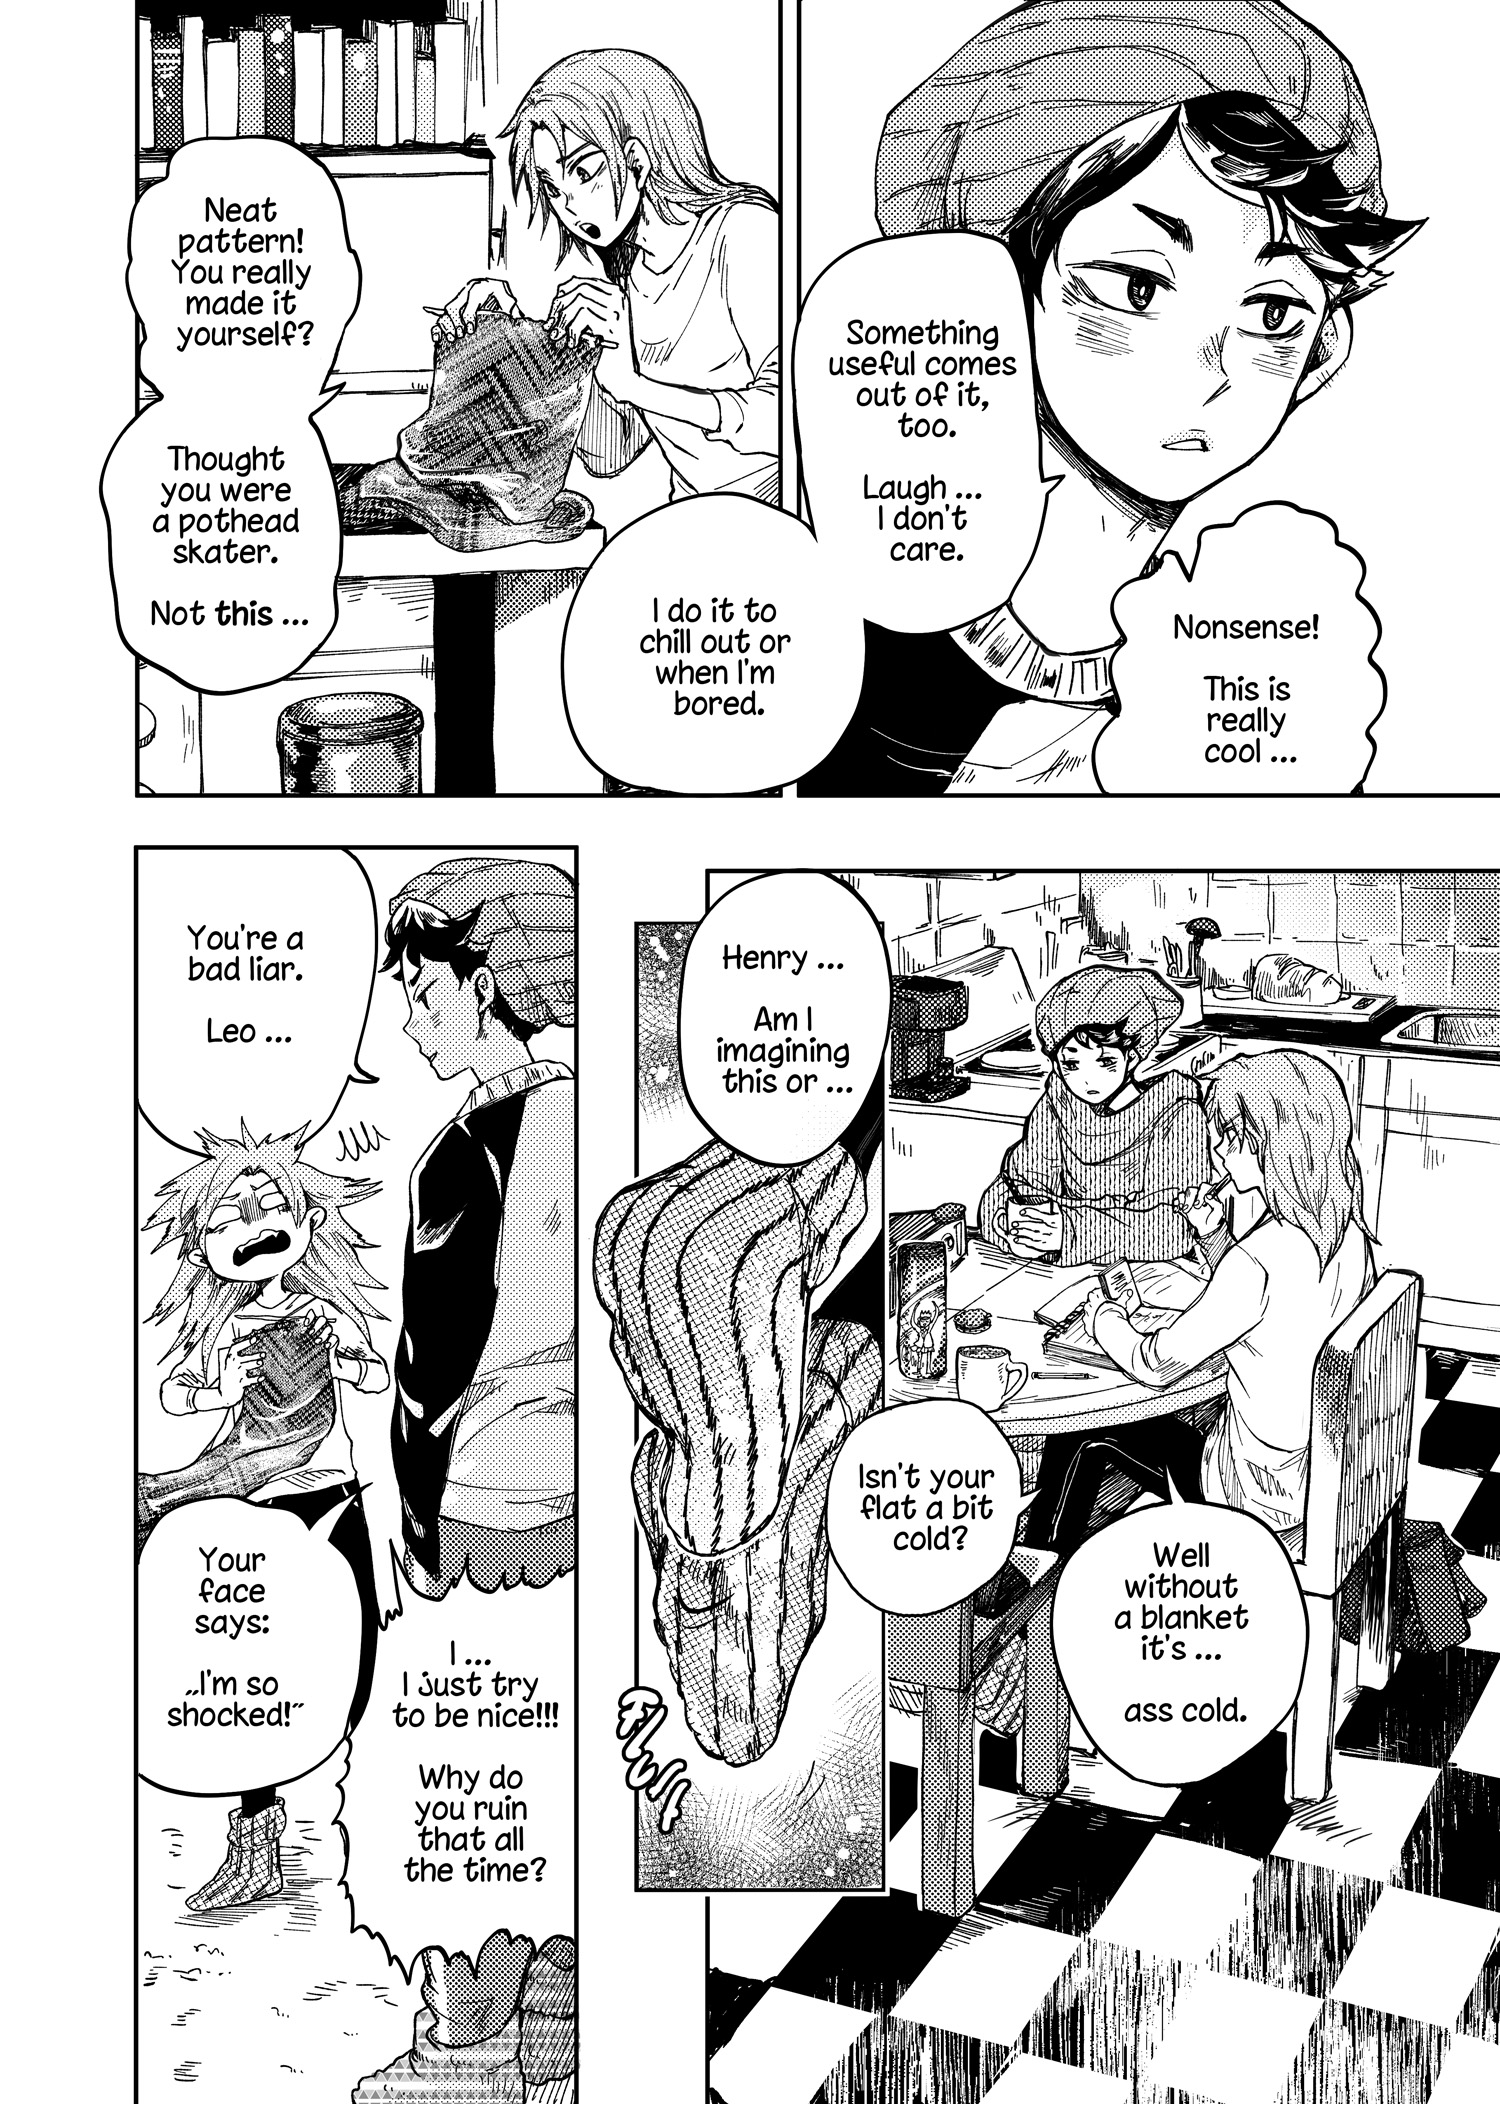 Neat
pattern!
You really
made it
yourself?
Thought
you were
a pothead
skater.
Not this ...
I do it to
chill out or
when I'm
bored.
Something
useful comes
out of it,
too.
Laugh ...
I don't
care.
Nonsense!
This is
really
cool ...
You're a
bad liar.
Leo ...
Your
face
says:
„I'm so
shocked!"
I ...
I just try
to be nice!!!
Why do
you ruin
that all
the time?
Henry ...
Am I
imagining
this or ...
Flust
Isn't your
flat a bit
cold?
Well
without
a blanket
it's ...
ass cold.